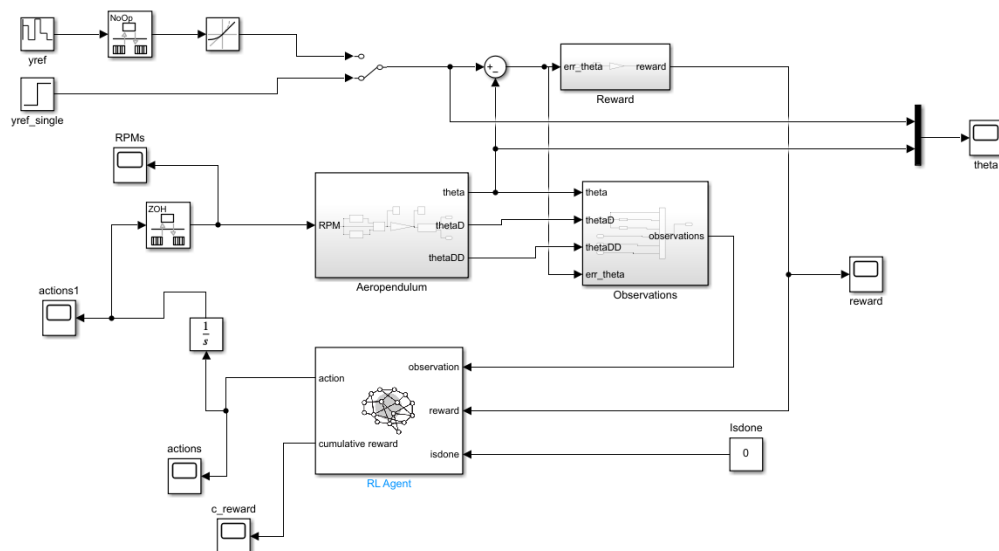 NoOp
yref
yref_single
+
−
err_theta
reward
Reward
theta
RPMs
ZOH
RPM
theta
thetaD
thetaDD
Aeropendulum
theta
thetaD
thetaDD
err_theta
observations
Observations
reward
actions1
1
s
action
cumulative reward
observation
reward
isdone
RL Agent
Isdone
0
actions
c_reward